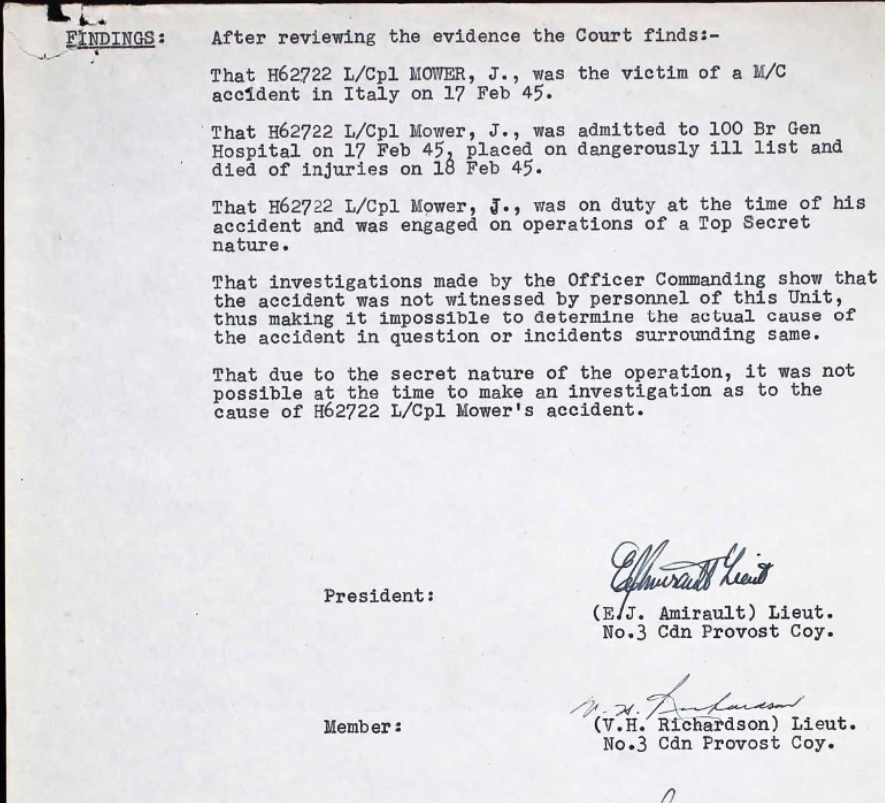 FINDINGS: After reviewing the evidence the Court finds:-
That H62722 L/Cpl MOWER, J., was the victim of a M/C
accident in Italy on 17 Feb 45.
That H62722 L/Cpl Mower, J., was admitted to 100 Br Gen
Hospital on 17 Feb 45, placed on dangerously ill list and
died of injuries on 18 Feb 45.
That H62722 L/Cpl Mower, J., was on duty at the time of his
accident and was engaged on operations of a Top Secret
nature.
That investigations made by the Officer Commanding show that
the accident was not witnessed by personnel of this Unit,
thus making it impossible to determine the actual cause of
the accident in question or incidents surrounding same.
That due to the secret nature of the operation, it was not
possible at the time to make an investigation as to the
cause of H62722 L/Cpl Mower's accident.
EJAmirault Lieut
President:
(E.J. Amirault) Lieut.
No.3 Cdn Provost Coy.
V. H. Richardson
Member:
(V.H. Richardson) Lieut.
No.3 Cdn Provost Coy.